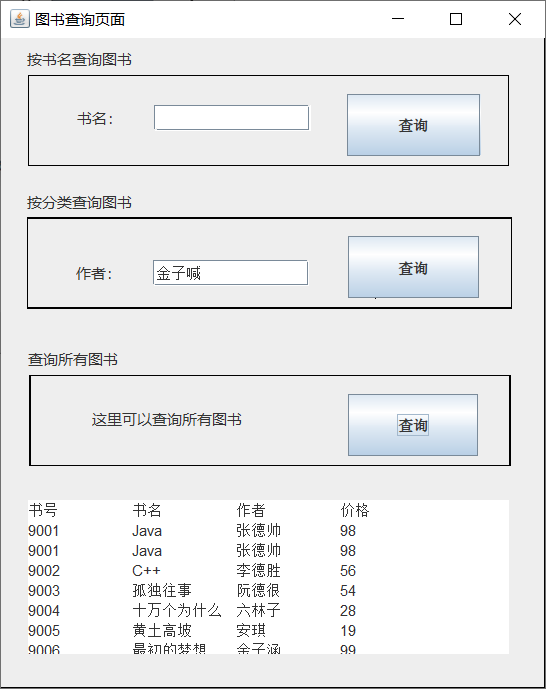 图书查询页面
按书名查询图书
书名：
查询
按分类查询图书
作者： 金子喊
查询
查询所有图书
这里可以查询所有图书
查询
书号 书名 作者 价格
9001 Java 张德帅 98
9001 Java 张德帅 98
9002 C++ 李德胜 56
9003 孤独往事 阮德很 54
9004 十万个为什么 六林子 28
9005 黄土高坡 安琪 19
9006 最初的梦想 金子涵 99